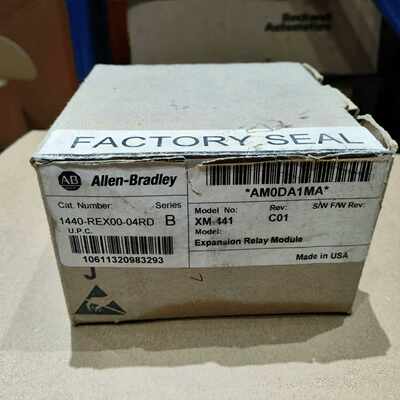 Rockwell
Automation
FACTORY SEAL
AB Allen-Bradley
*AM0DA1MA*
Cat. Number: Series
1440-REX00-04RD B
U.P.C.
10611320983293
Model No: Rev: S/W F/W Rev:
XM 441 C01
Model:
Expansion Relay Module
Made in USA
J